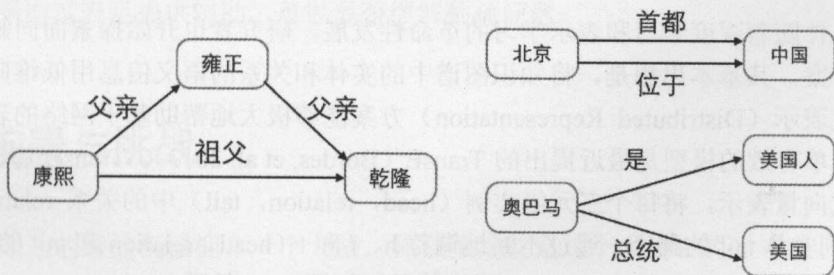 雍正
父亲
父亲
祖父
康熙
乾隆
首都
北京
中国
位于
是
美国人
奥巴马
总统
美国